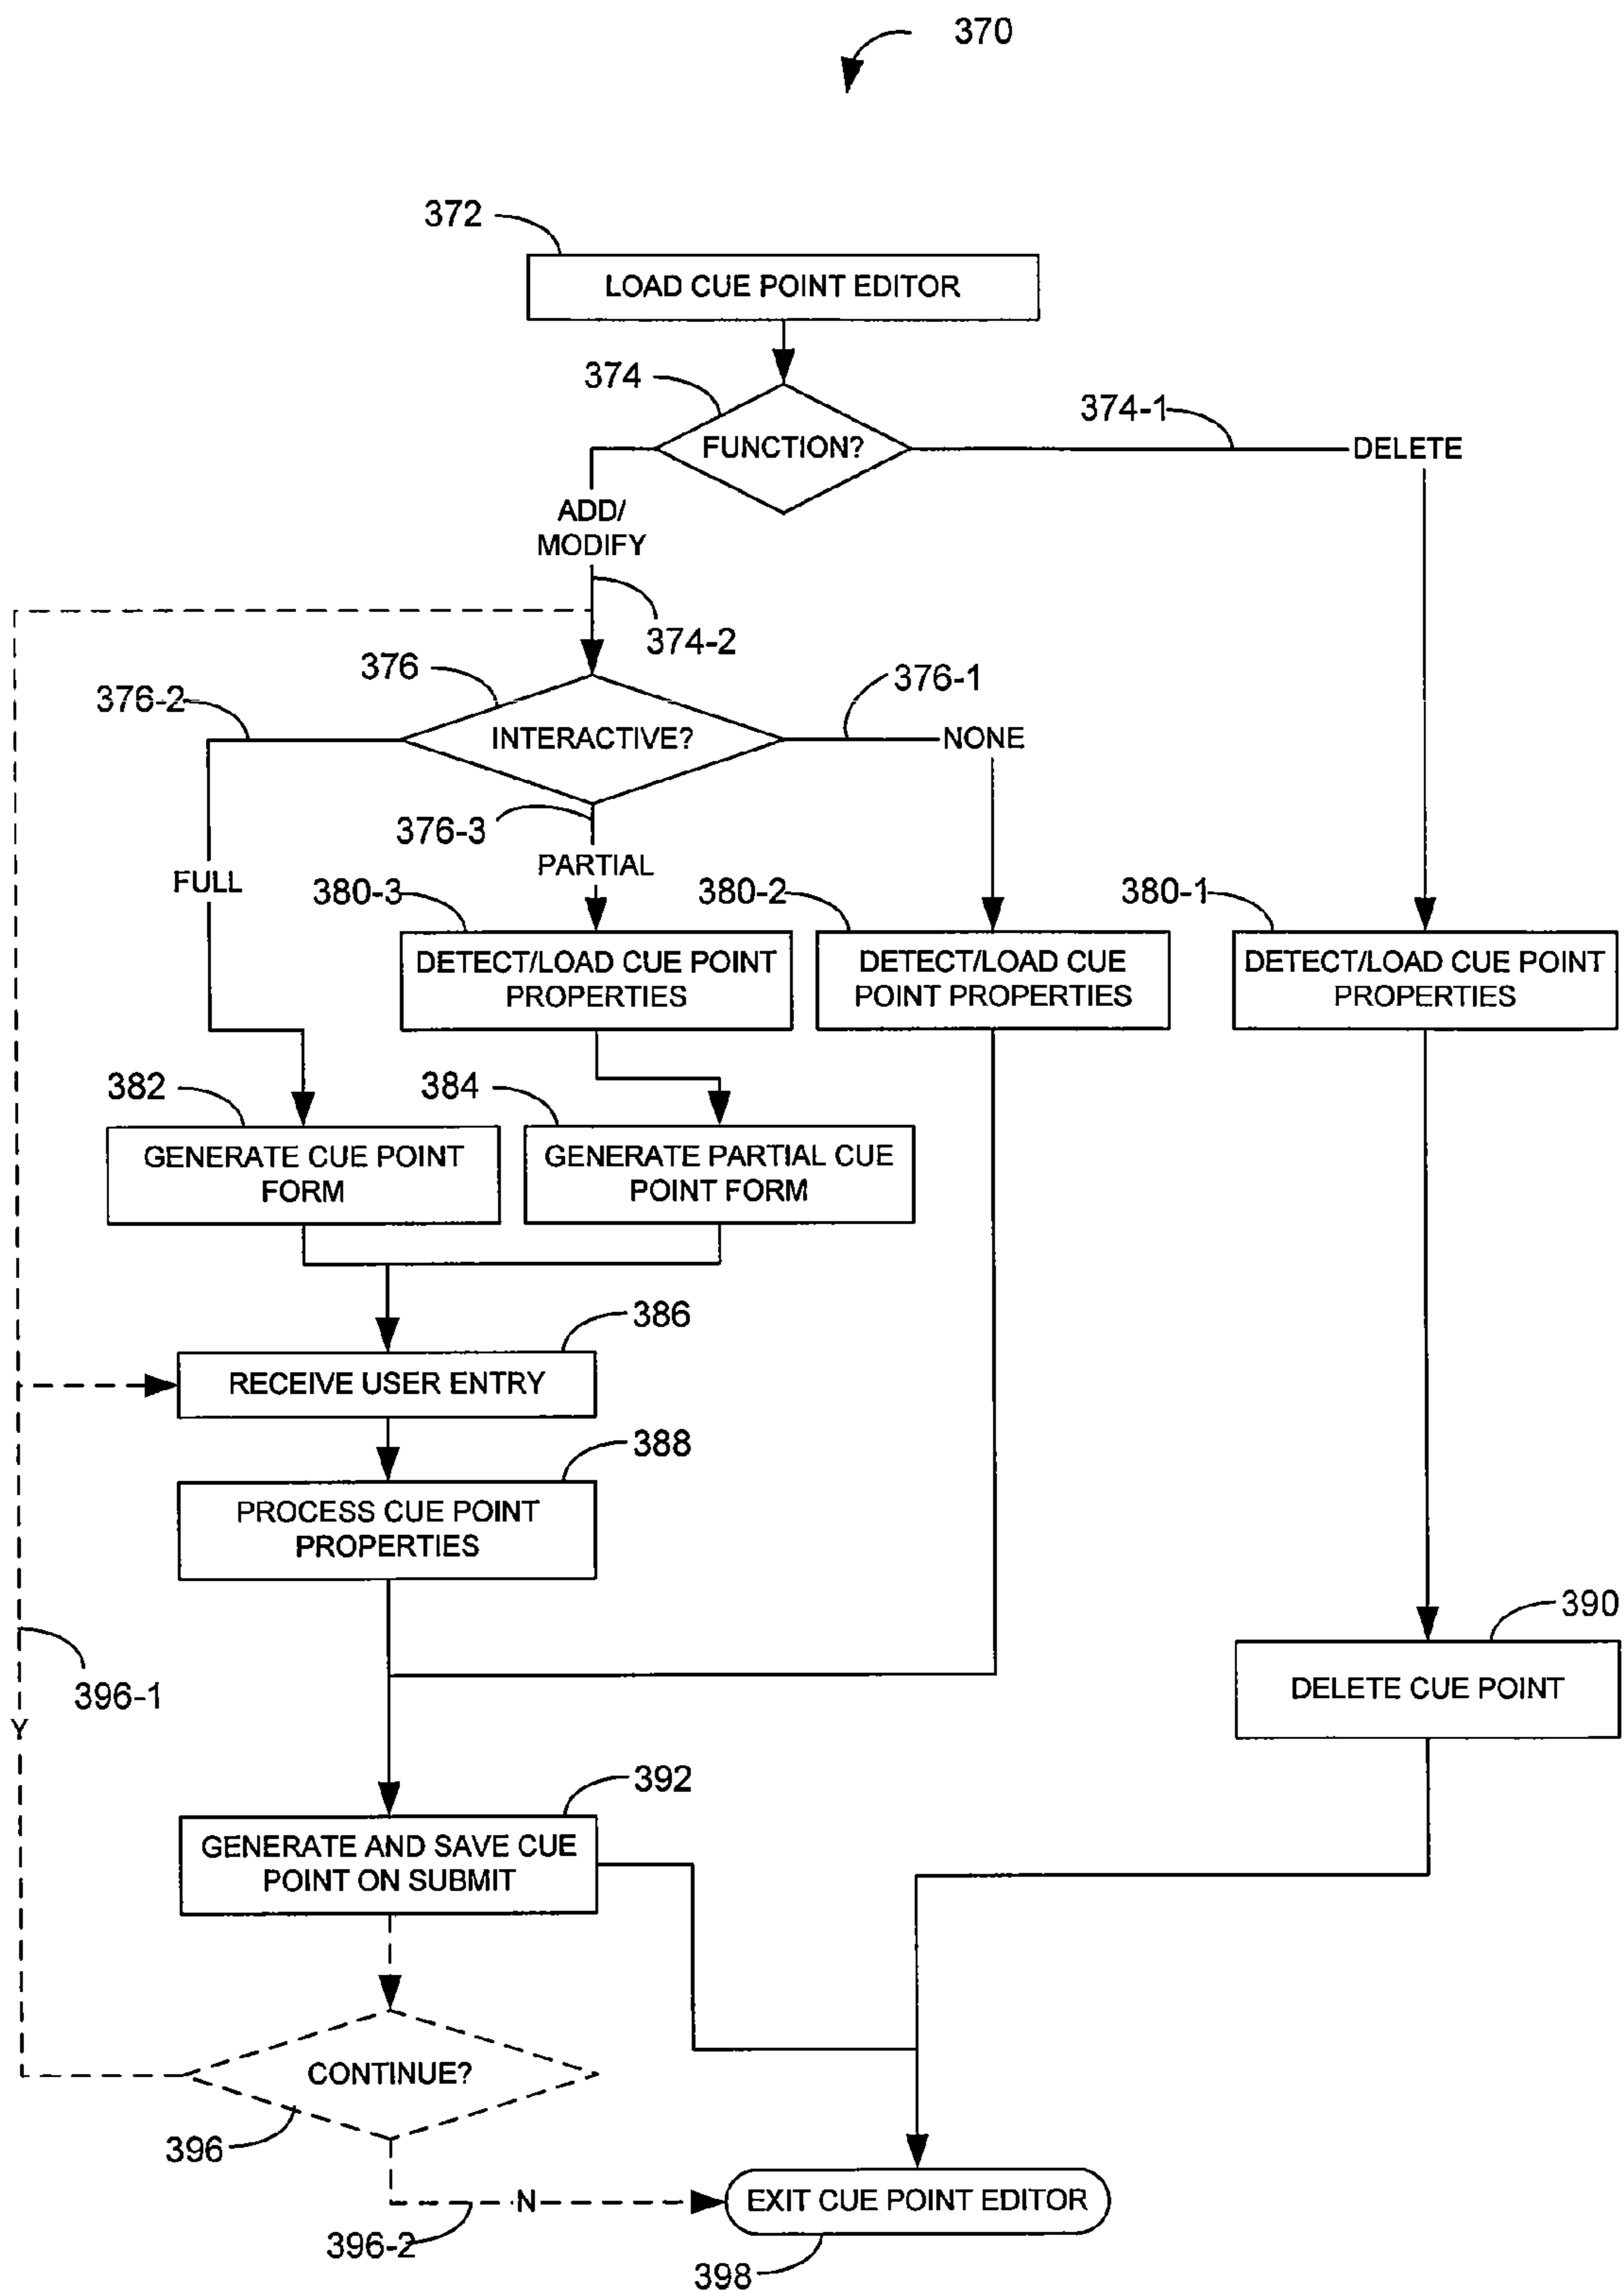 370
372
LOAD CUE POINT EDITOR
374
FUNCTION?
374-1
DELETE
ADD/
MODIFY
374-2
376
376-2
376-1
INTERACTIVE?
NONE
376-3
PARTIAL
FULL
380-3
380-2
380-1
DETECT/LOAD CUE POINT
PROPERTIES
DETECT/LOAD CUE
POINT PROPERTIES
DETECT/LOAD CUE POINT
PROPERTIES
382
384
GENERATE CUE POINT
FORM
GENERATE PARTIAL CUE
POINT FORM
386
RECEIVE USER ENTRY
388
PROCESS CUE POINT
PROPERTIES
390
396-1
DELETE CUE POINT
Y
392
GENERATE AND SAVE CUE
POINT ON SUBMIT
CONTINUE?
396
N
EXIT CUE POINT EDITOR
396-2
398